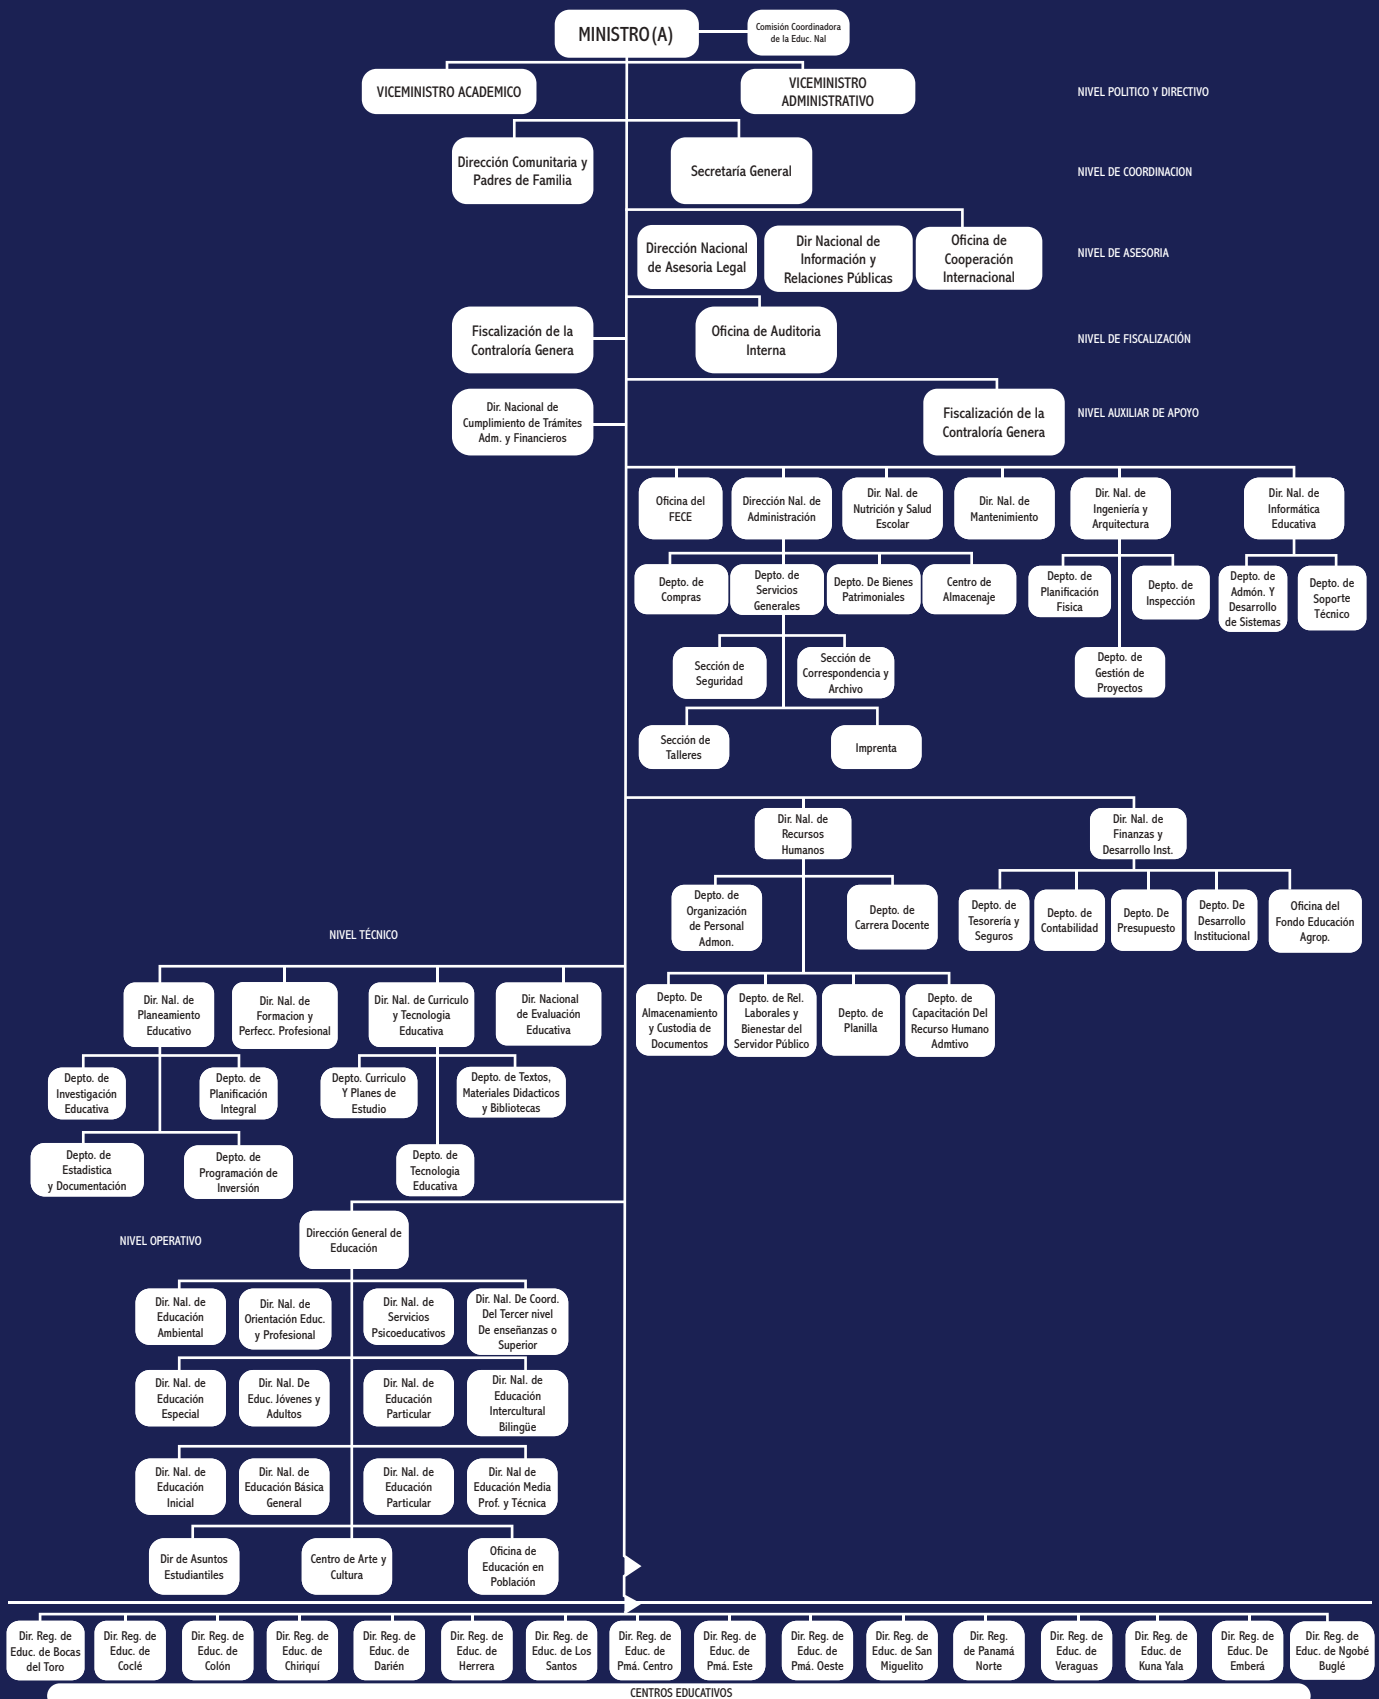 MINISTRO(A)
Comisión Coordinadora
de la Educ. Nal
VICEMINISTRO ACADEMICO
VICEMINISTRO
ADMINISTRATIVO
NIVEL POLITICO Y DIRECTIVO
Dirección Comunitaria y
Padres de Familia
Secretaría General
NIVEL DE COORDINACION
Dirección Nacional
de Asesoria Legal
Dir Nacional de
Información y
Relaciones Públicas
Oficina de
Cooperación
Internacional
NIVEL DE ASESORIA
Fiscalización de la
Contraloría Genera
Oficina de Auditoria
Interna
NIVEL DE FISCALIZACIÓN
Dir. Nacional de
Cumplimiento de Trámites
Adm. y Financieros
Fiscalización de la
Contraloría Genera
NIVEL AUXILIAR DE APOYO
Oficina del
FECE
Dirección Nal. de
Administración
Dir. Nal. de
Nutrición y Salud
Escolar
Dir. Nal. de
Mantenimiento
Dir. Nal. de
Ingeniería y
Arquitectura
Dir. Nal. de
Informática
Educativa
Depto. de
Compras
Depto. de
Servicios
Generales
Depto. De Bienes
Patrimoniales
Centro de
Almacenaje
Depto. de
Planificación
Fisica
Depto. de
Inspección
Depto. de
Admón. Y
Desarrollo
de Sistemas
Depto. de
Soporte
Técnico
Sección de
Seguridad
Sección de
Correspondencia y
Archivo
Depto. de
Gestión de
Proyectos
Sección de
Talleres
Imprenta
Dir. Nal. de
Recursos
Humanos
Dir. Nal. de
Finanzas y
Desarrollo Inst.
Depto. de
Organización
de Personal
Admon.
Depto. de
Carrera Docente
Depto. de
Tesorería y
Seguros
Depto. de
Contabilidad
Depto. De
Presupuesto
Depto. De
Desarrollo
Institucional
Oficina del
Fondo Educación
Agrop.
Depto. De
Almacenamiento
y Custodia de
Documentos
Depto. de Rel.
Laborales y
Bienestar del
Servidor Público
Depto. de
Planilla
Depto. de
Capacitación Del
Recurso Humano
Admtivo
NIVEL TÉCNICO
Dir. Nal. de
Planeamiento
Educativo
Dir. Nal. de
Formacion y
Perfecc. Profesional
Dir. Nal. de Curriculo
y Tecnologia
Educativa
Dir. Nacional
de Evaluación
Educativa
Depto. de
Investigación
Educativa
Depto. de
Planificación
Integral
Depto. Curriculo
Y Planes de
Estudio
Depto. de Textos,
Materiales Didacticos
y Bibliotecas
Depto. de
Estadistica
y Documentación
Depto. de
Programación de
Inversión
Depto. de
Tecnologia
Educativa
NIVEL OPERATIVO
Dirección General de
Educación
Dir. Nal. de
Educación
Ambiental
Dir. Nal. de
Orientación Educ.
y Profesional
Dir. Nal. de
Servicios
Psicoeducativos
Dir. Nal. De Coord.
Del Tercer nivel
De enseñanzas o
Superior
Dir. Nal. de
Educación
Especial
Dir. Nal. De
Educ. Jóvenes y
Adultos
Dir. Nal. de
Educación
Particular
Dir. Nal. de
Educación
Intercultural
Bilingüe
Dir. Nal. de
Educación
Inicial
Dir. Nal. de
Educación Básica
General
Dir. Nal. de
Educación
Particular
Dir. Nal de
Educación Media
Prof. y Técnica
Dir de Asuntos
Estudiantiles
Centro de Arte y
Cultura
Oficina de
Educación en
Población
Dir. Reg. de
Educ. de Bocas
del Toro
Dir. Reg. de
Educ. de
Coclé
Dir. Reg. de
Educ. de
Colón
Dir. Reg. de
Educ. de
Chiriquí
Dir. Reg. de
Educ. de
Darién
Dir. Reg. de
Educ. de
Herrera
Dir. Reg. de
Educ. de Los
Santos
Dir. Reg. de
Educ. de
Pmá. Centro
Dir. Reg. de
Educ. de
Pmá. Este
Dir. Reg. de
Educ. de
Pmá. Oeste
Dir. Reg. de
Educ. de San
Miguelito
Dir. Reg.
de Panamá
Norte
Dir. Reg. de
Educ. de
Veraguas
Dir. Reg. de
Educ. de
Kuna Yala
Dir. Reg. de
Educ. De
Emberá
Dir. Reg. de
Educ. de Ngobé
Buglé
CENTROS EDUCATIVOS